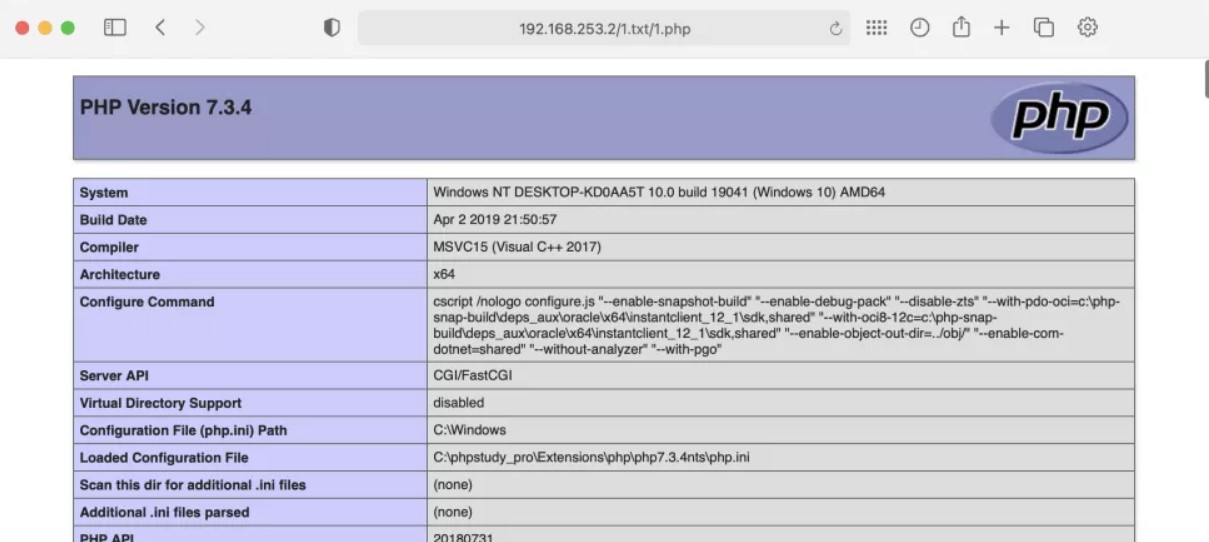 192.168.253.2/1.txt/1.php
PHP Version 7.3.4
php
System Windows NT DESKTOP-KD0AA5T 10.0 build 19041 (Windows 10) AMD64
Build Date Apr 2 2019 21:50:57
Compiler MSVC15 (Visual C++ 2017)
Architecture x64
Configure Command cscript /nologo configure.js "--enable-snapshot-build" "--enable-debug-pack" "--disable-zts" "--with-pdo-oci=c:\php-
snap-build\deps_aux\oracle\x64\instantclient_12_1\sdk,shared" "--with-oci8-12c=c:\php-snap-
build\deps_aux\oracle\x64\instantclient_12_1\sdk,shared" "--enable-object-out-dir=../obj/" "--enable-com-
dotnet=shared" "--without-analyzer" "--with-pgo"
Server API CGI/FastCGI
Virtual Directory Support disabled
Configuration File (php.ini) Path C:\Windows
Loaded Configuration File C:\phpstudy_pro\Extensions\php\php7.3.4nts\php.ini
Scan this dir for additional .ini files (none)
Additional .ini files parsed (none)
PHP API 20180731